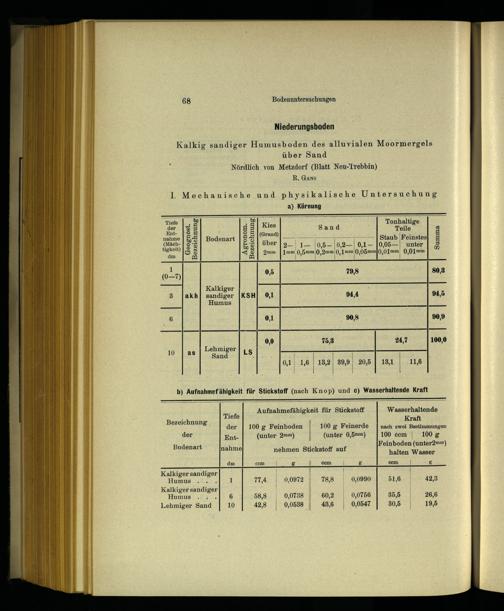 68 Bodenuntersuchungen
Niederungsboden
Kalkig sandiger Humusboden des alluvialen Moormergels
über Sand
Nördlich von Metzdorf (Blatt Neu-Trebbin)
R. Gans
I. Mechanische und physikalische Untersuchung
a) Körnung
Tiefe der Ent-nahme (Mäch-tigkeit) dm Geognost. Bezeichnung Bodenart Agronom. Bezeichnung Kies (Grand) über 2mm Sand Tonhaltige Teile Summa
2— 1mm 1— 0,5mm 0,5— 0,2mm 0,2— 0,1mm 0,1— 0,05mm Staub 0,05— 0,01mm Feinstes unter 0,01mm
1 (0—7) 0,5 79,8 80,3
3 akh Kalkiger sandiger Humus KSH 0,1 94,4 94,5
6 0,1 90,8 90,9
10 as Lehmiger Sand LS 0,0 75,3 24,7 100,0
0,1 1,6 13,2 39,9 20,5 13,1 11,6
b) Aufnahmefähigkeit für Stickstoff (nach Knop) und c) Wasserhaltende Kraft
Bezeichnung der Bodenart Tiefe der Ent-nahme dm Aufnahmefähigkeit für Stickstoff Wasserhaltende Kraft
nach zwei Bestimmungen
100 g Feinboden (unter 2mm) 100 g Feinerde (unter 0,5mm) 100 ccm 100 g
Feinboden (unter 2mm)
nehmen Stickstoff auf halten Wasser
ccm g ccm g ccm g
Kalkiger sandiger
Humus . . . 1 77,4 0,0972 78,8 0,0990 51,6 42,3
Kalkiger sandiger
Humus . . . 6 58,8 0,0738 60,2 0,0756 35,5 26,6
Lehmiger Sand 10 42,8 0,0538 43,6 0,0547 30,5 19,5